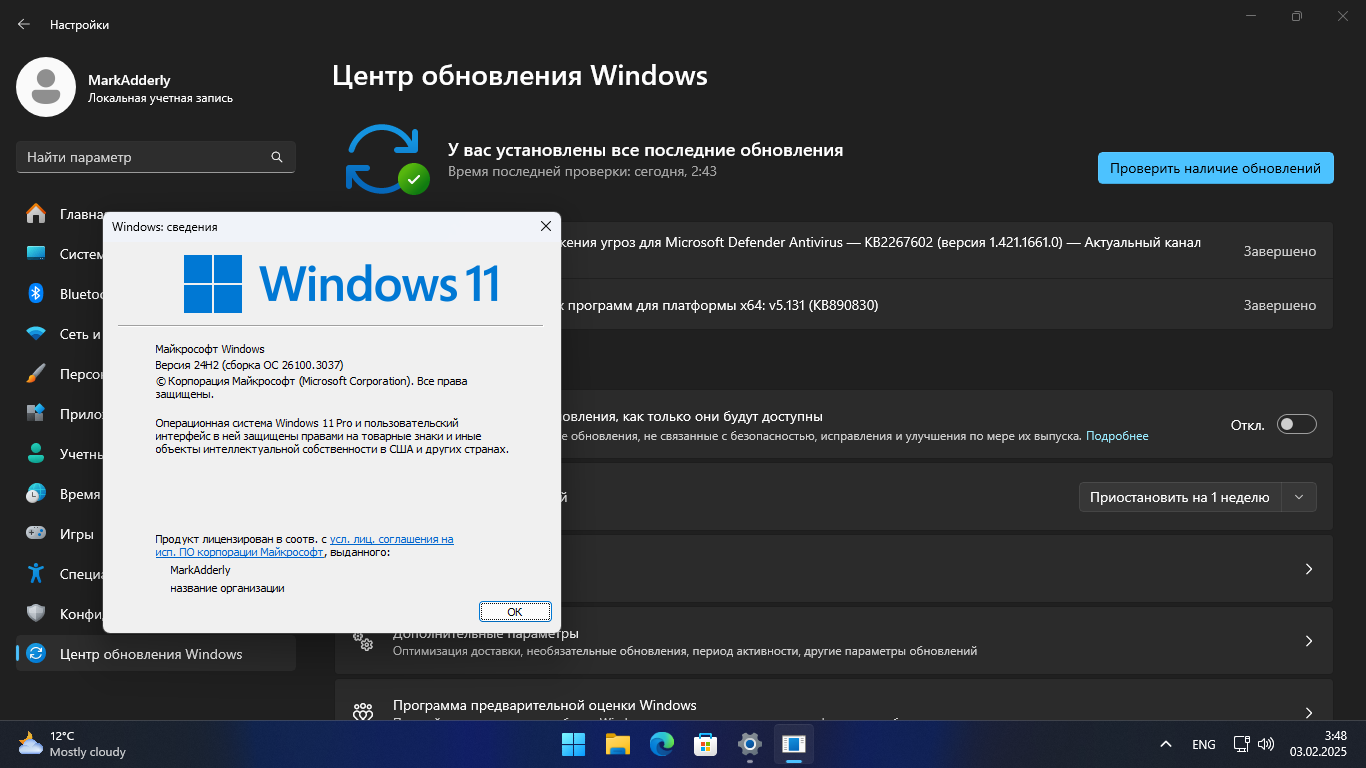 Настройки
MarkAdderly
Локальная учетная запись
Найти параметр
Главна
Систем
Bluetoo
Сеть и
Персо
Прило
Учетнь
Время
Игры
Специа
Конфи
Центр обновления Windows
Центр обновления Windows
У вас установлены все последние обновления
Время последней проверки: сегодня, 2:43
Проверить наличие обновлений
жения угроз для Microsoft Defender Antivirus — KB2267602 (версия 1.421.1661.0) — Актуальный канал
Завершено
х программ для платформы x64: v5.131 (KB890830)
Завершено
овления, как только они будут доступны
е обновления, не связанные с безопасностью, исправления и улучшения по мере их выпуска. Подробнее
Откл.
й
Приостановить на 1 неделю
Дополнительные параметры
Оптимизация доставки, необязательные обновления, период активности, другие параметры обновлений
Программа предварительной оценки Windows
Windows: сведения
Windows 11
Майкрософт Windows
Версия 24H2 (сборка ОС 26100.3037)
© Корпорация Майкрософт (Microsoft Corporation). Все права
защищены.
Операционная система Windows 11 Pro и пользовательский
интерфейс в ней защищены правами на товарные знаки и иные
объекты интеллектуальной собственности в США и других странах.
Продукт лицензирован в соотв. с усл. лиц. соглашения на
исп. ПО корпорации Майкрософт, выданного:
MarkAdderly
название организации
ОК
12°C
Mostly cloudy
ENG
3:48
03.02.2025